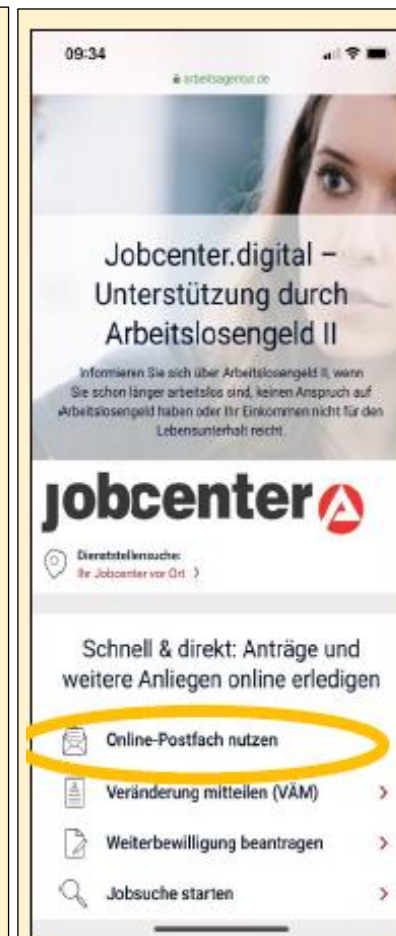 09:34
arbeitsagentur.de
Jobcenter.digital –
Unterstützung durch
Arbeitslosengeld II
Informieren Sie sich über Arbeitslosengeld II, wenn
Sie schon länger arbeitslos sind, keinen Anspruch auf
Arbeitslosengeld haben oder Ihr Einkommen nicht für den
Lebensunterhalt reicht.
jobcenter
Dienststellensuche:
Ihr Jobcenter vor Ort
Schnell & direkt: Anträge und
weitere Anliegen online erledigen
Online-Postfach nutzen
Veränderung mitteilen (VÄM)
Weiterbewilligung beantragen
Jobsuche starten